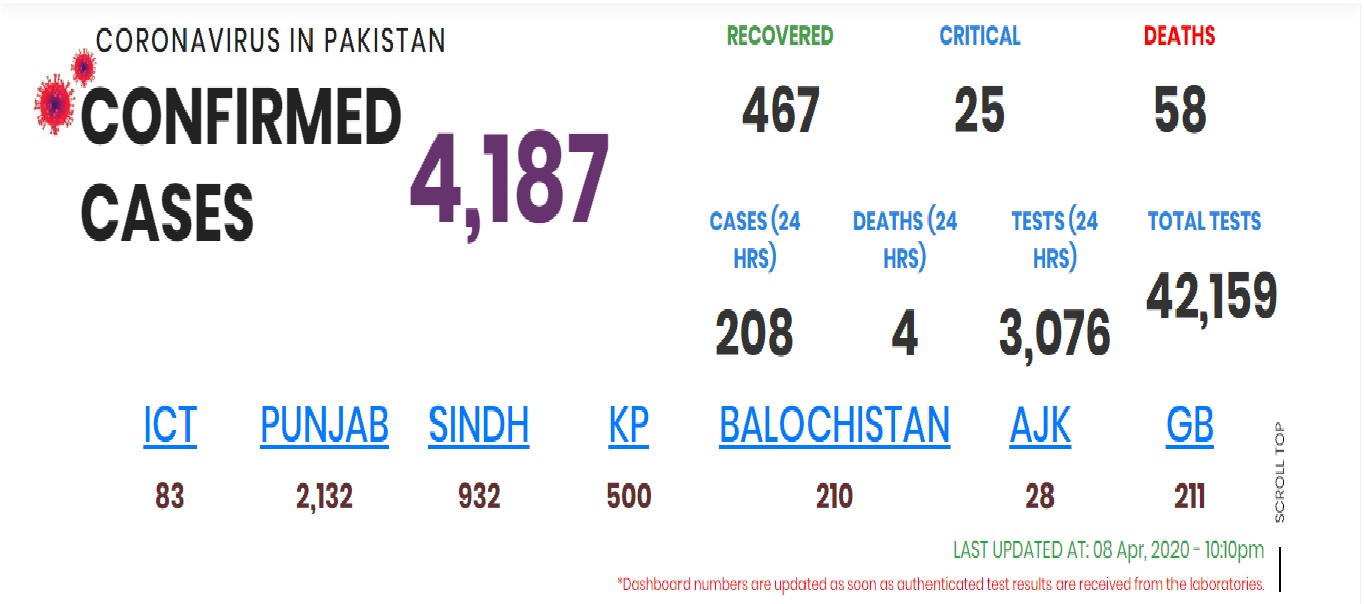 CORONAVIRUS IN PAKISTAN
CONFIRMED
CASES
4,187
RECOVERED
467
CRITICAL
25
DEATHS
58
CASES (24
HRS)
208
DEATHS (24
HRS)
4
TESTS (24
HRS)
3,076
TOTAL TESTS
42,159
ICT
83
PUNJAB
2,132
SINDH
932
KP
500
BALOCHISTAN
210
AJK
28
GB
211
SCROLL TOP
LAST UPDATED AT: 08 Apr, 2020 - 10:10pm
*Dashboard numbers are updated as soon as authenticated test results are received from the laboratories.